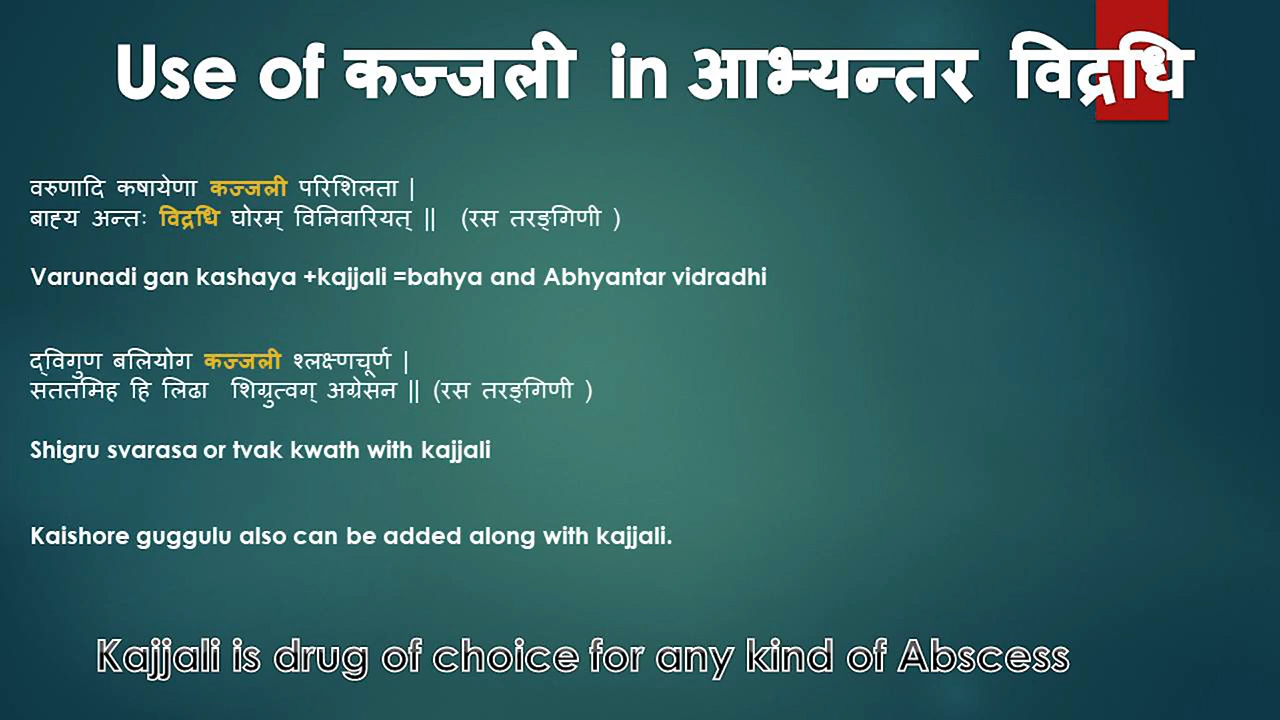 Use of कज्जली in आभ्यन्तर विद्रधि
वरुणादि कषायेणा कज्जली परिशिलता |
बाह्य अन्तः विद्रधि घोरम् विनिवारियत् || (रस तरङ्गिणी )
Varunadi gan kashaya +kajjali =bahya and Abhyantar vidradhi
द्विगुण बलियोग कज्जली श्लक्ष्णचूर्ण |
सततमिह हि लिढा शिग्रुत्वग् अग्रेसन || (रस तरङ्गिणी )
Shigru svarasa or tvak kwath with kajjali
Kaishore guggulu also can be added along with kajjali.
Kajjali is drug of choice for any kind of Abscess